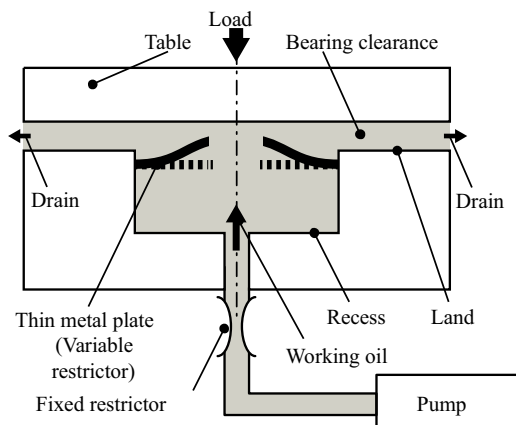 Load
Table
Bearing clearance
Drain
Drain
Thin metal plate
(Variable
restrictor)
Recess
Land
Working oil
Fixed restrictor
Pump